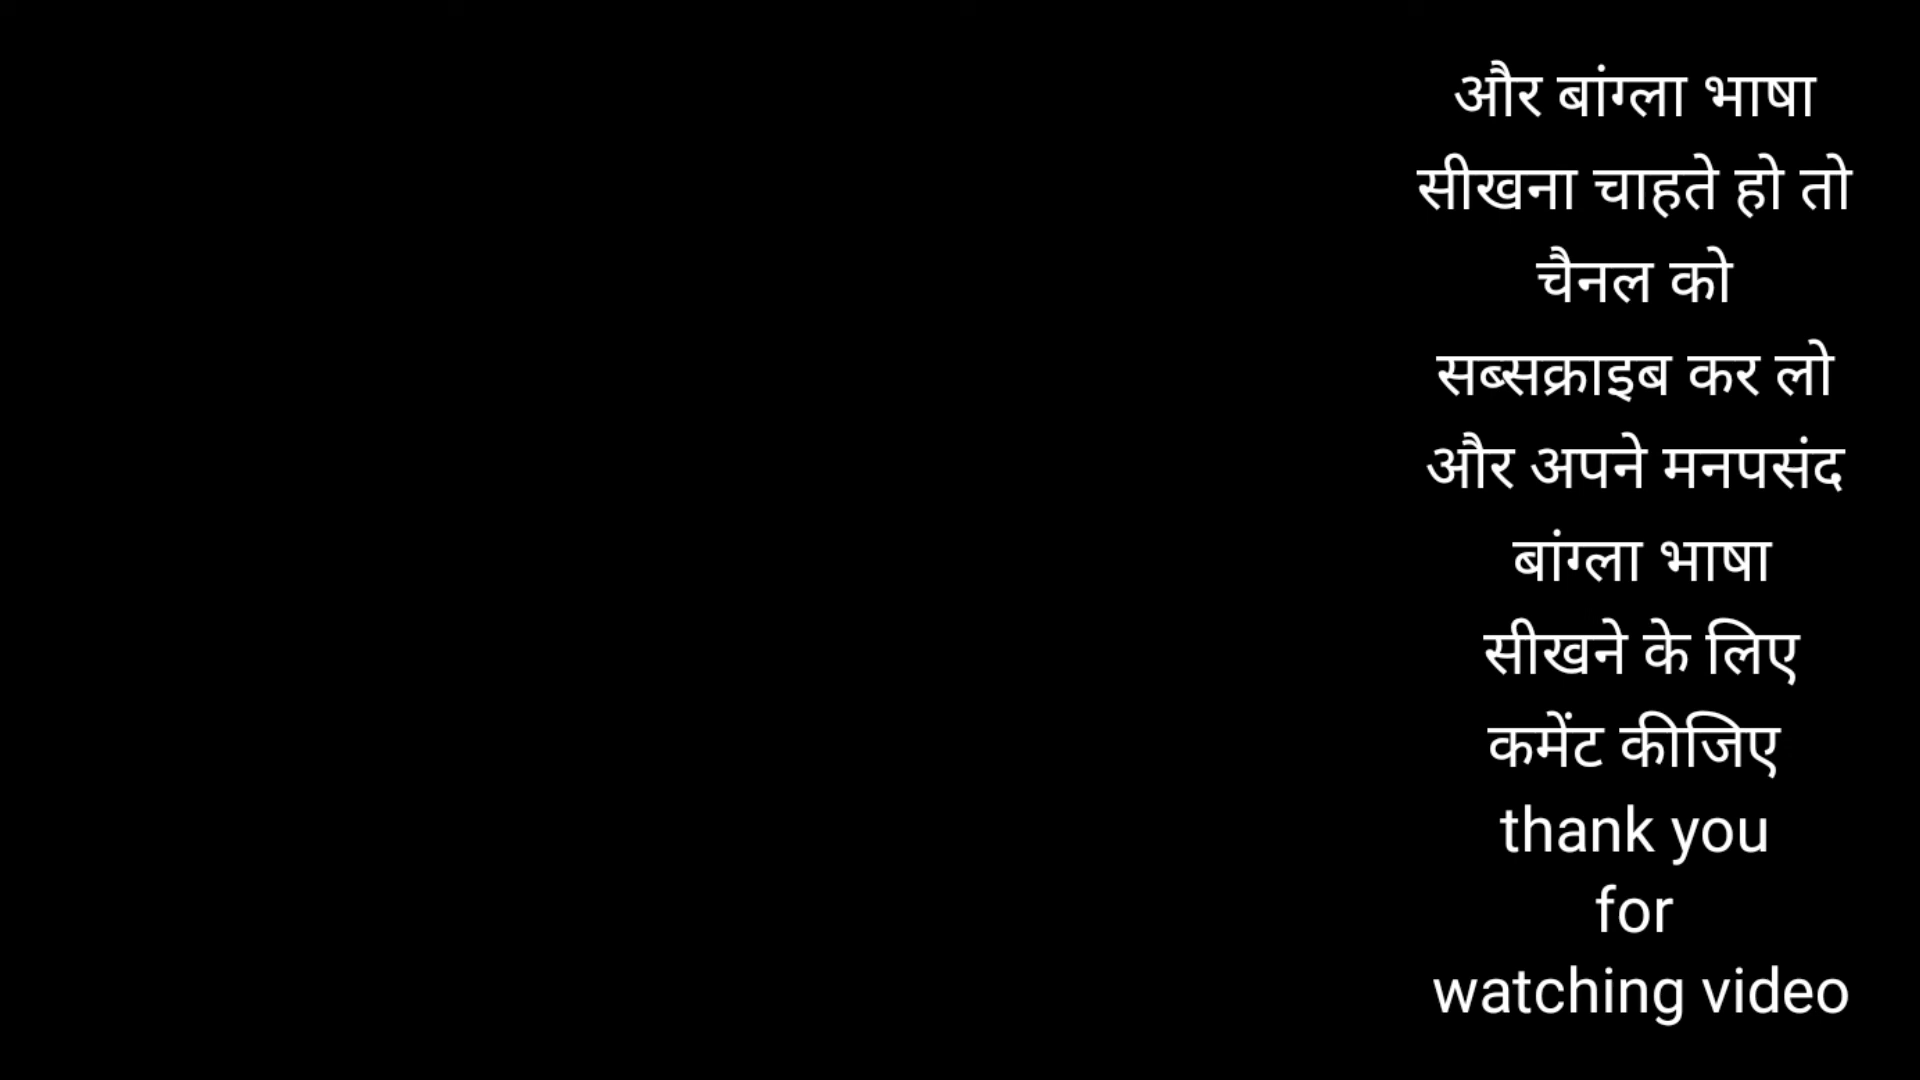 और बांग्ला भाषा
सीखना चाहते हो तो
चैनल को
सब्सक्राइब कर लो
और अपने मनपसंद
बांग्ला भाषा
सीखने के लिए
कमेंट कीजिए
thank you
for
watching video